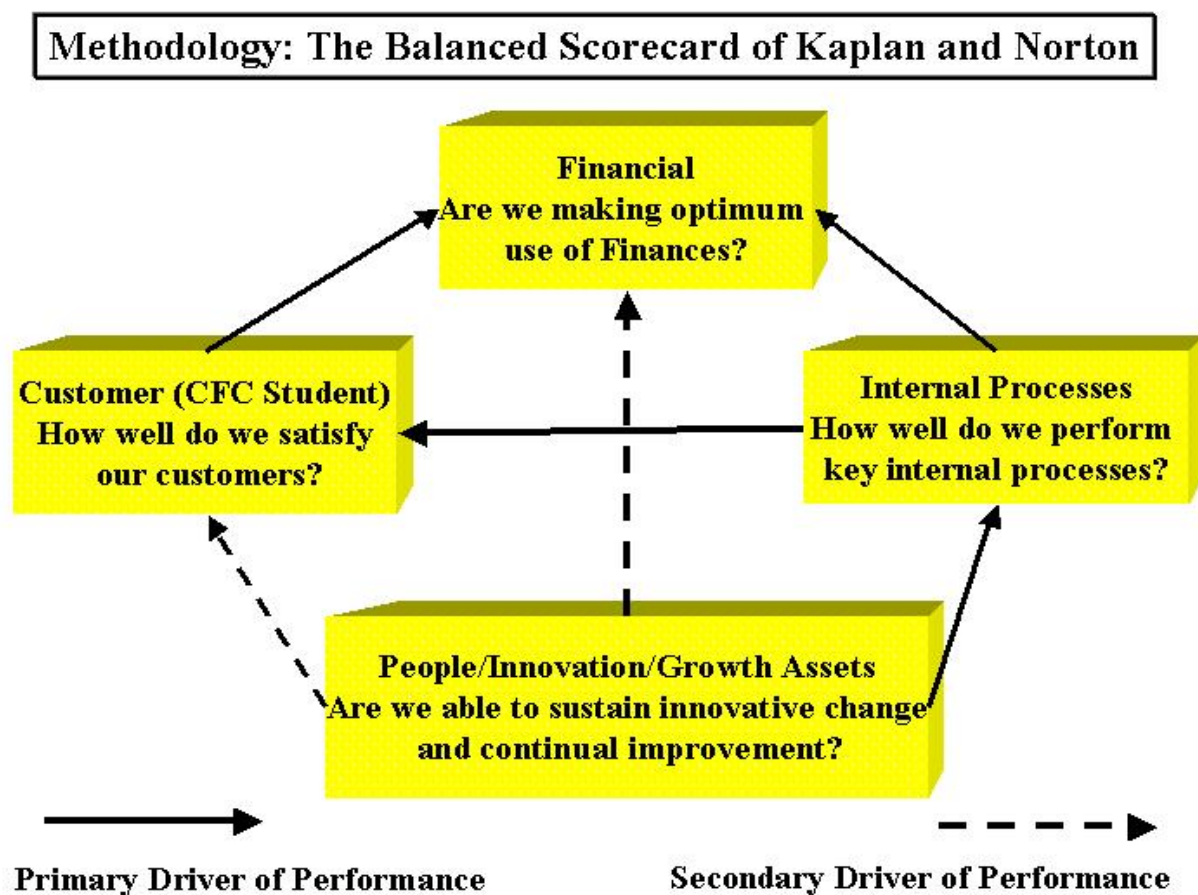 Methodology: The Balanced Scorecard of Kaplan and Norton
Financial
Are we making optimum
use of Finances?
Customer (CFC Student)
How well do we satisfy
our customers?
Internal Processes
How well do we perform
key internal processes?
People/Innovation/Growth Assets
Are we able to sustain innovative change
and continual improvement?
Primary Driver of Performance
Secondary Driver of Performance